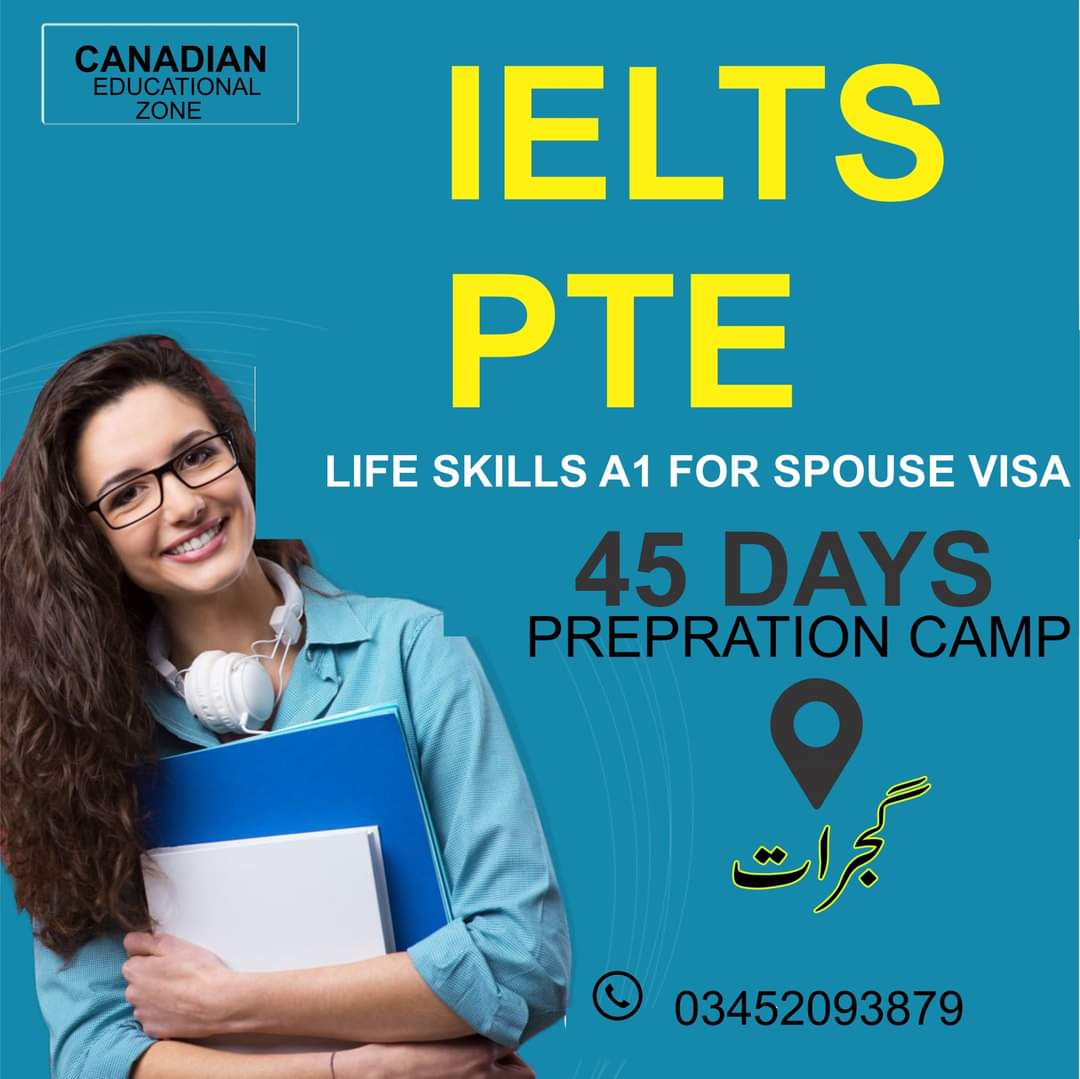 CANADIAN
EDUCATIONAL
ZONE
IELTS
PTE
LIFE SKILLS A1 FOR SPOUSE VISA
45 DAYS
PREPRATION CAMP
گجرات
03452093879